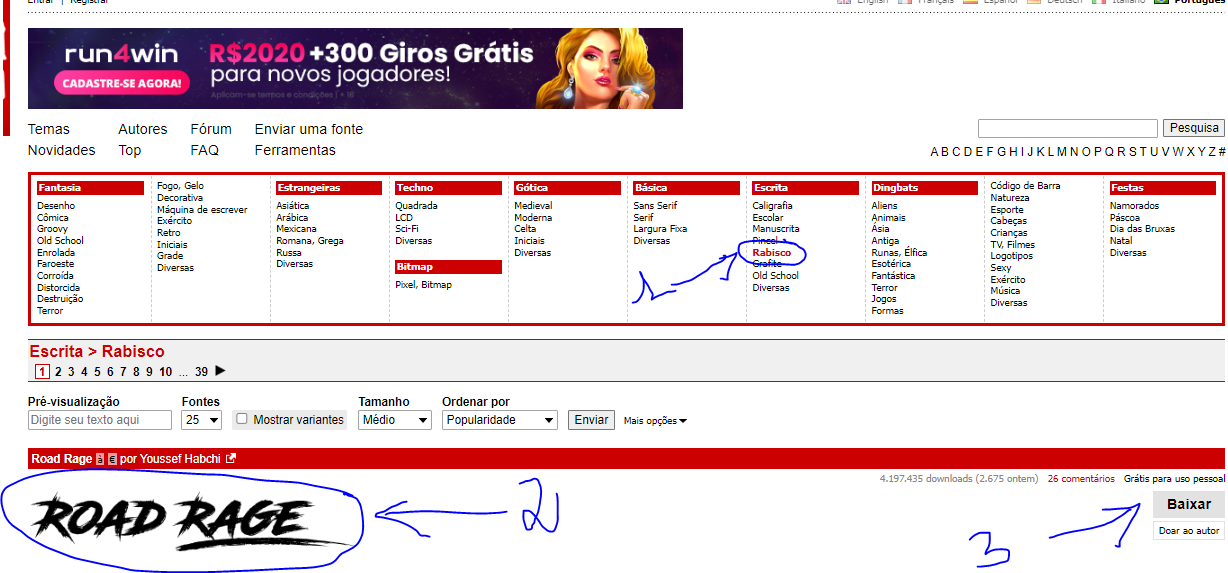 Entrar | Registrar
English Français Español Deutsch Italiano Português
run4win
CADASTRE-SE AGORA!
R$2020 +300 Giros Grátis
para novos jogadores!
Aplicam-se termos e condições | + 18
Temas Autores Fórum Enviar uma fonte
Novidades Top FAQ Ferramentas
Pesquisa
A B C D E F G H I J K L M N O P Q R S T U V W X Y Z #
Fantasia
Desenho
Cômica
Groovy
Old School
Enrolada
Faroeste
Corroída
Distorcida
Destruição
Terror
Fogo, Gelo
Decorativa
Máquina de escrever
Exército
Retro
Iniciais
Grade
Diversas
Estrangeiras
Asiática
Arábica
Mexicana
Romana, Grega
Russa
Diversas
Techno
Quadrada
LCD
Sci-Fi
Diversas
Bitmap
Pixel, Bitmap
Gótica
Medieval
Moderna
Celta
Iniciais
Diversas
Básica
Sans Serif
Serif
Largura Fixa
Diversas
Escrita
Caligrafia
Escolar
Manuscrita
Pincel
Rabisco
Grafite
Old School
Diversas
Dingbats
Aliens
Animais
Ásia
Antiga
Runas, Élfica
Esotérica
Fantástica
Terror
Jogos
Formas
Código de Barra
Natureza
Esporte
Cabeças
Crianças
TV, Filmes
Logotipos
Sexy
Exército
Música
Diversas
Festas
Namorados
Páscoa
Dia das Bruxas
Natal
Diversas
1
Escrita > Rabisco
1 2 3 4 5 6 7 8 9 10 ... 39
Pré-visualização Fontes Tamanho Ordenar por
Digite seu texto aqui 25 Mostrar variantes Médio Popularidade Enviar Mais opções
Road Rage à € por Youssef Habchi
4.197.435 downloads (2.675 ontem) 26 comentários Grátis para uso pessoal
ROAD RAGE
2
3
Baixar
Doar ao autor